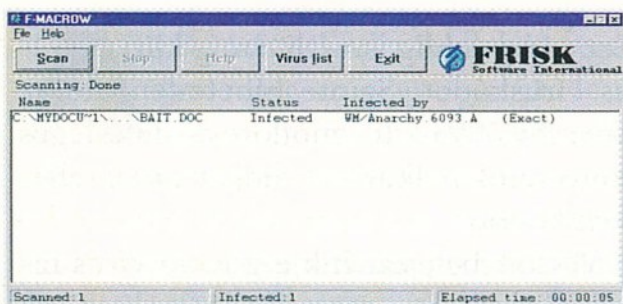 F-MACROW
File Help
Scan Stop Help Virus list Exit FRISK
Software International
Scanning: Done
Name Status Infected by
C:\MYDOCU~1\...\BAIT.DOC Infected WM/Anarchy.6093.A (Exact)
Scanned:1 Infected:1 Elapsed time: 00:00:05